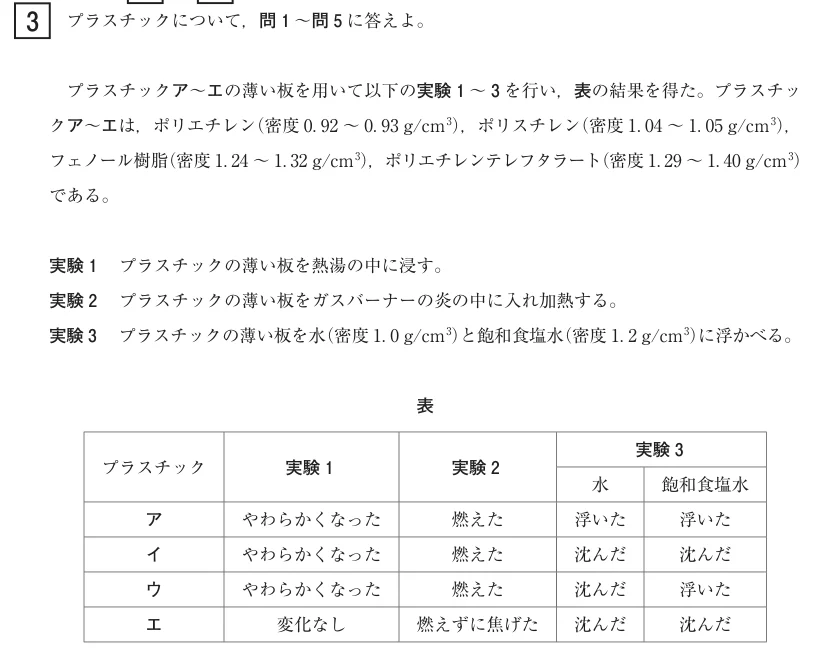 3 プラスチックについて，問1～問5に答えよ。
プラスチックア～エの薄い板を用いて以下の実験1～3を行い，表の結果を得た。プラスチッ
クア～エは，ポリエチレン(密度0.92～0.93 g/cm³)，ポリスチレン(密度1.04～1.05 g/cm³)，
フェノール樹脂(密度1.24～1.32 g/cm³)，ポリエチレンテレフタラート(密度1.29～1.40 g/cm³)
である。
実験1 プラスチックの薄い板を熱湯の中に浸す。
実験2 プラスチックの薄い板をガスバーナーの炎の中に入れ加熱する。
実験3 プラスチックの薄い板を水(密度1.0 g/cm³)と飽和食塩水(密度1.2 g/cm³)に浮かべる。
表
プラスチック 実験1 実験2 実験3
水 飽和食塩水
ア やわらかくなった 燃えた 浮いた 浮いた
イ やわらかくなった 燃えた 沈んだ 沈んだ
ウ やわらかくなった 燃えた 沈んだ 浮いた
エ 変化なし 燃えずに焦げた 沈んだ 沈んだ